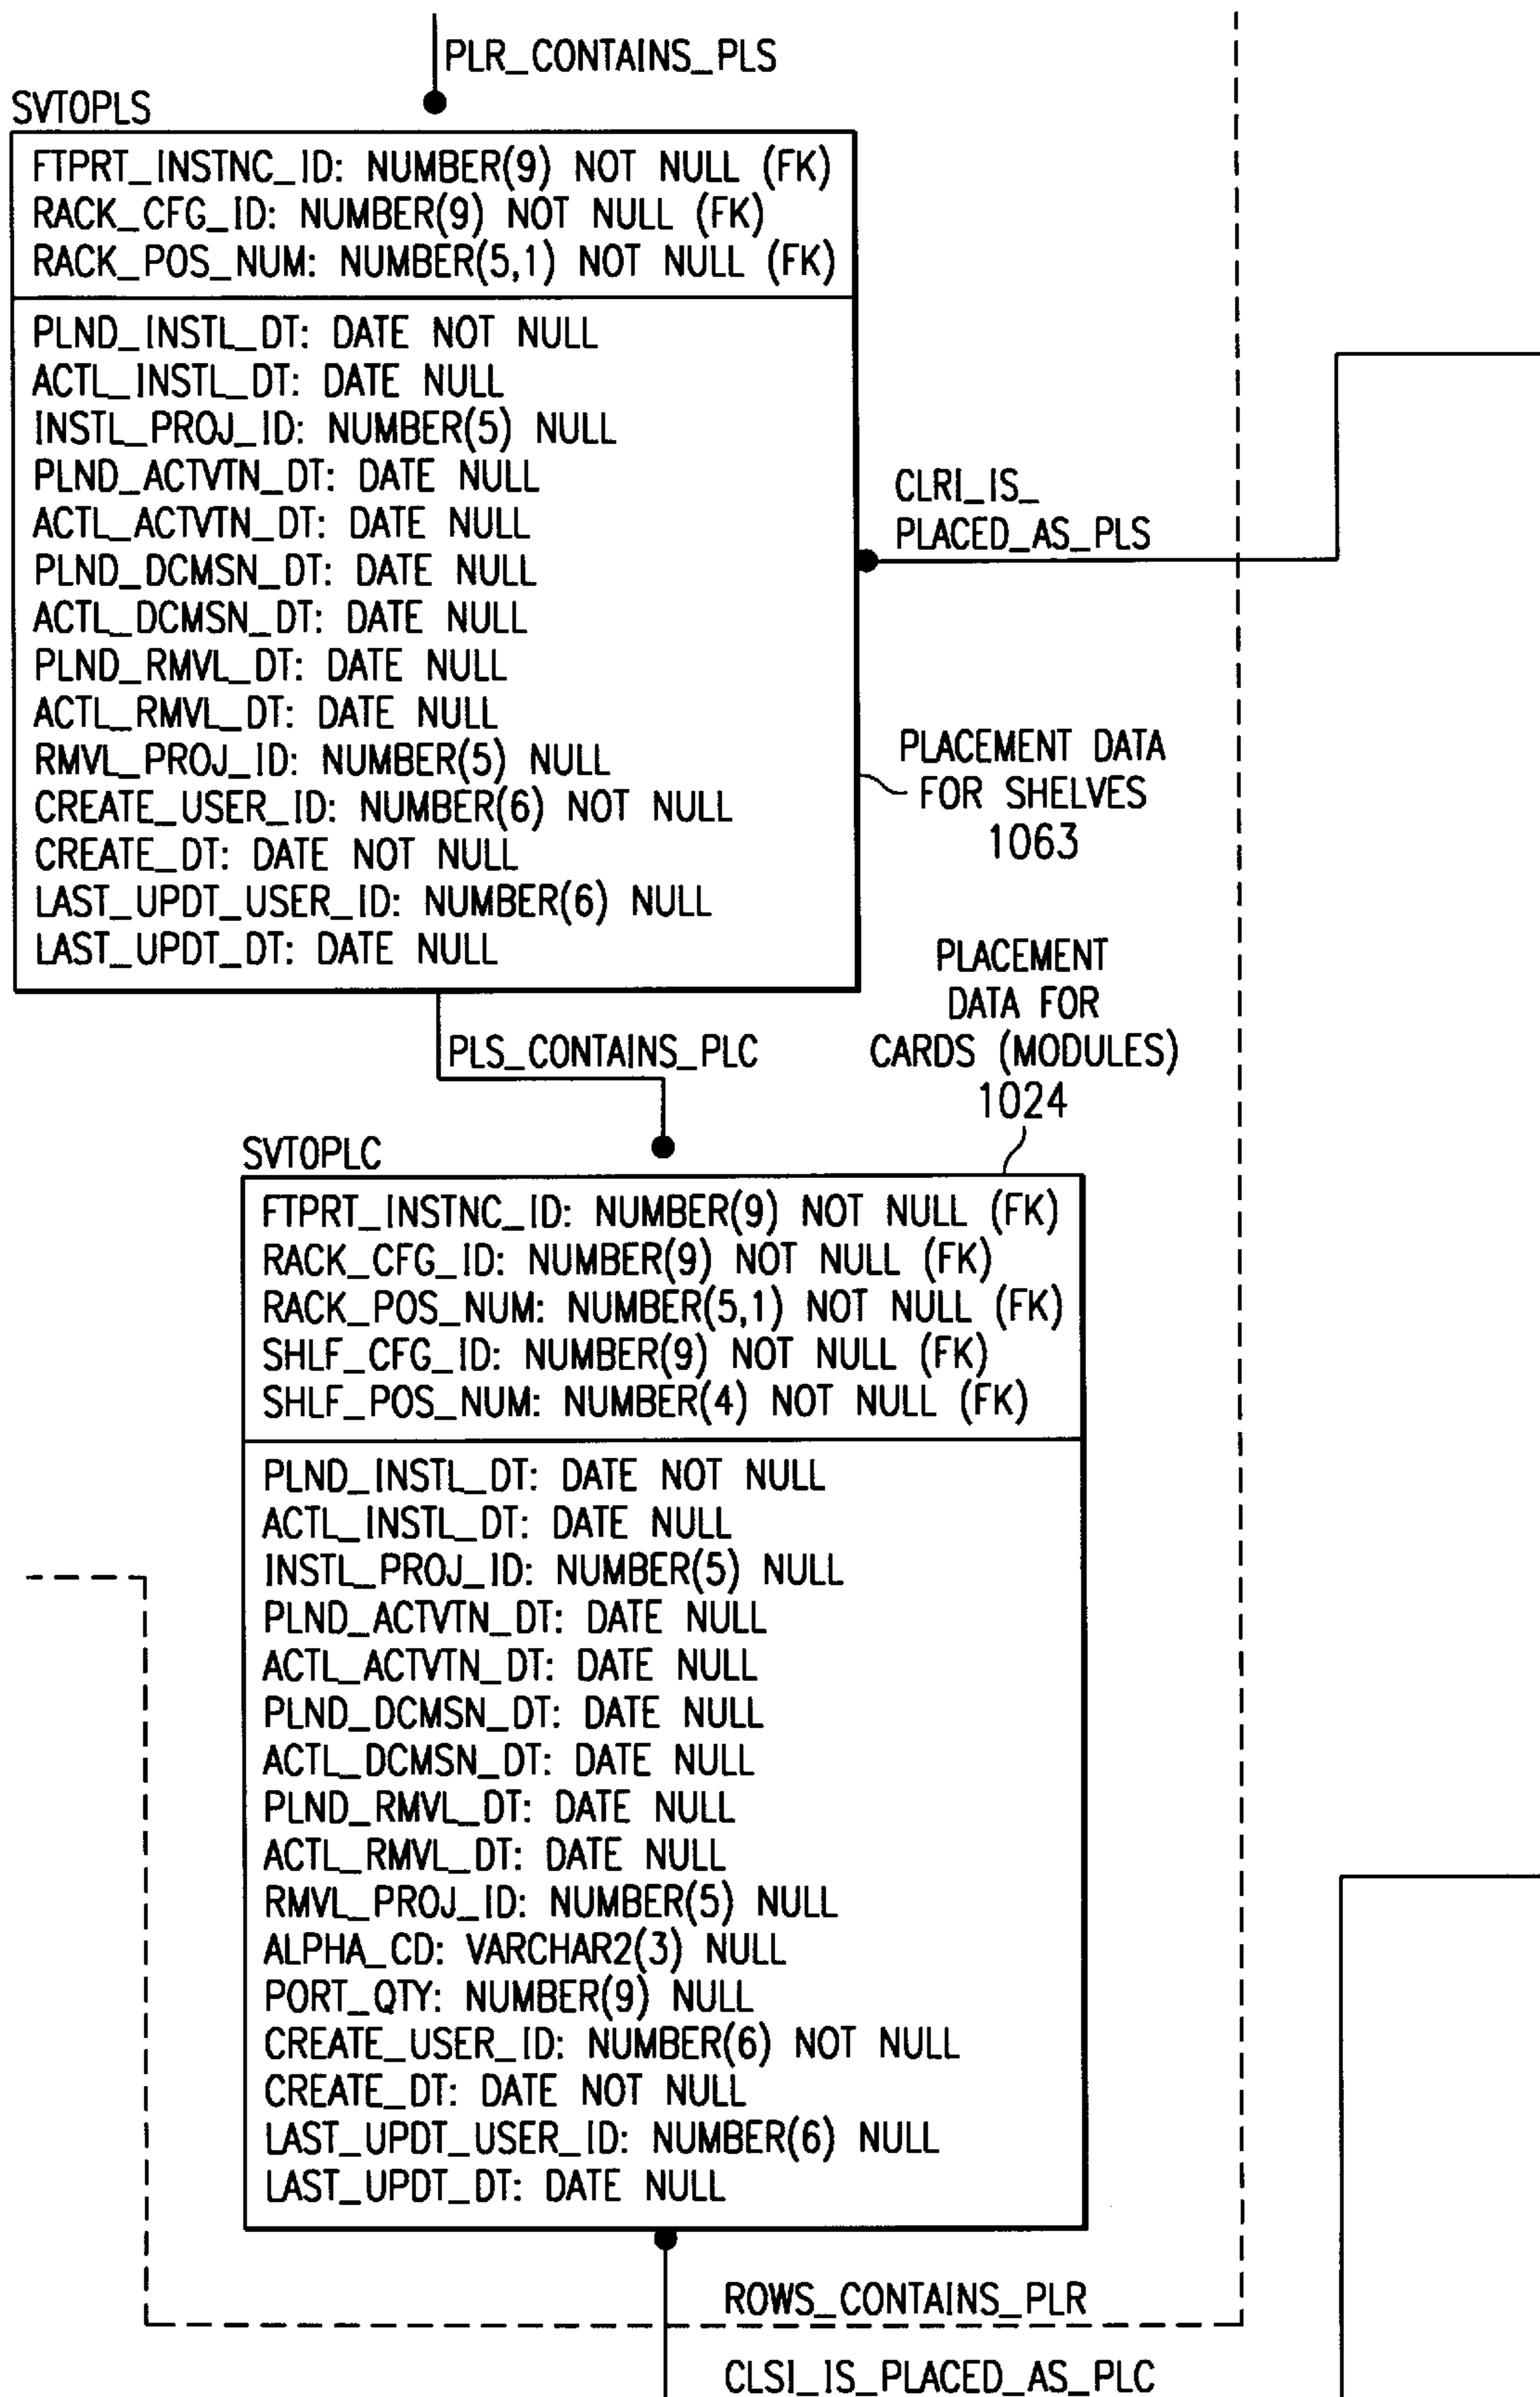 PLR_CONTAINS_PLS
SVTOPLS
FTPRT_INSTNC_ID: NUMBER(9) NOT NULL (FK)
RACK_CFG_ID: NUMBER(9) NOT NULL (FK)
RACK_POS_NUM: NUMBER(5,1) NOT NULL (FK)
PLND_INSTL_DT: DATE NOT NULL
ACTL_INSTL_DT: DATE NULL
INSTL_PROJ_ID: NUMBER(5) NULL
PLND_ACTVTN_DT: DATE NULL
ACTL_ACTVTN_DT: DATE NULL
PLND_DCMSN_DT: DATE NULL
ACTL_DCMSN_DT: DATE NULL
PLND_RMVL_DT: DATE NULL
ACTL_RMVL_DT: DATE NULL
RMVL_PROJ_ID: NUMBER(5) NULL
CREATE_USER_ID: NUMBER(6) NOT NULL
CREATE_DT: DATE NOT NULL
LAST_UPDT_USER_ID: NUMBER(6) NULL
LAST_UPDT_DT: DATE NULL
CLRI_IS_
PLACED_AS_PLS
PLACEMENT DATA
FOR SHELVES
1063
PLS_CONTAINS_PLC
PLACEMENT
DATA FOR
CARDS (MODULES)
1024
SVTOPLC
FTPRT_INSTNC_ID: NUMBER(9) NOT NULL (FK)
RACK_CFG_ID: NUMBER(9) NOT NULL (FK)
RACK_POS_NUM: NUMBER(5,1) NOT NULL (FK)
SHLF_CFG_ID: NUMBER(9) NOT NULL (FK)
SHLF_POS_NUM: NUMBER(4) NOT NULL (FK)
PLND_INSTL_DT: DATE NOT NULL
ACTL_INSTL_DT: DATE NULL
INSTL_PROJ_ID: NUMBER(5) NULL
PLND_ACTVTN_DT: DATE NULL
ACTL_ACTVTN_DT: DATE NULL
PLND_DCMSN_DT: DATE NULL
ACTL_DCMSN_DT: DATE NULL
PLND_RMVL_DT: DATE NULL
ACTL_RMVL_DT: DATE NULL
RMVL_PROJ_ID: NUMBER(5) NULL
ALPHA_CD: VARCHAR2(3) NULL
PORT_QTY: NUMBER(9) NULL
CREATE_USER_ID: NUMBER(6) NOT NULL
CREATE_DT: DATE NOT NULL
LAST_UPDT_USER_ID: NUMBER(6) NULL
LAST_UPDT_DT: DATE NULL
ROWS_CONTAINS_PLR
CLSI_IS_PLACED_AS_PLC